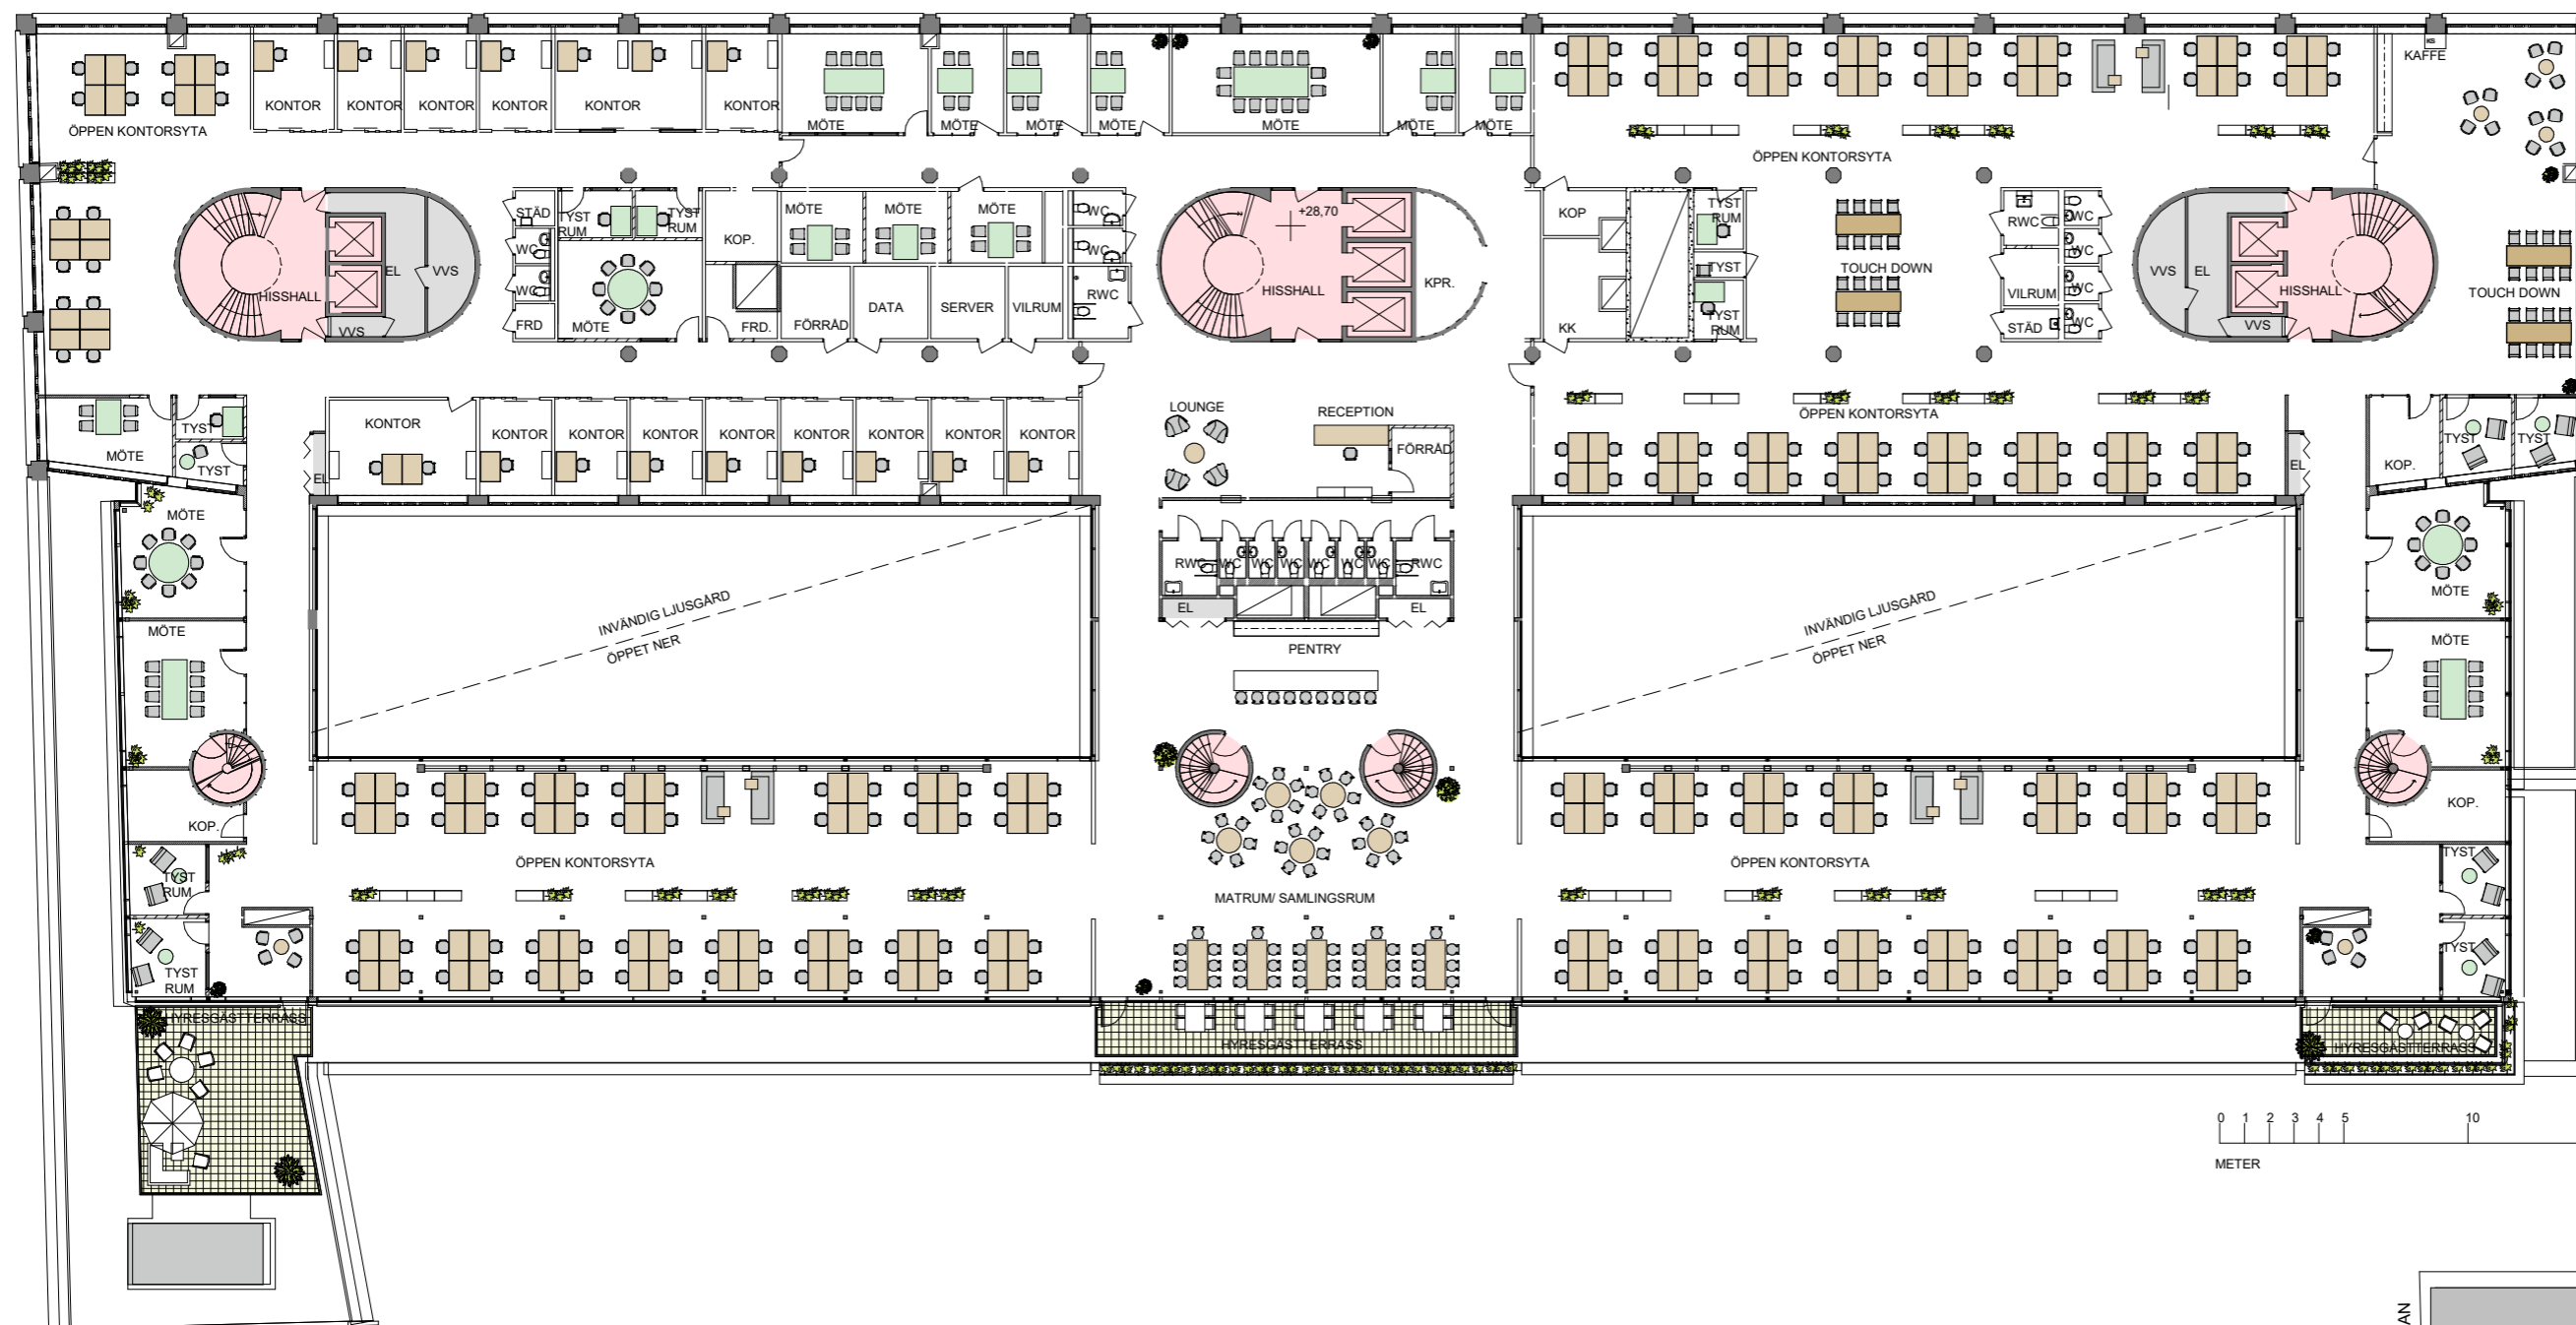 KS
KAFFE
KONTOR
KONTOR
KONTOR
KONTOR
KONTOR
KONTOR
MÖTE
MÖTE
MÖTE
MÖTE
MÖTE
MÖTE
MÖTE
ÖPPEN KONTORSYTA
ÖPPEN KONTORSYTA
STÄD
TYST
RUM
TYST
RUM
KOP.
MÖTE
MÖTE
MÖTE
WC
+28,70
KOP
TYST
RUM
RWC
WC
WC
WC
WC
WC
EL
VVS
HISSHALL
WC
MÖTE
FRD
VVS
FRD.
FÖRRÅD
DATA
SERVER
VILRUM
RWC
HISSHALL
KPR.
KK
TYST
TYST
RUM
TOUCH DOWN
VILRUM
WC
STÄD
WC
VVS
EL
HISSHALL
VVS
TOUCH DOWN
LOUNGE
RECEPTION
FÖRRÅD
ÖPPEN KONTORSYTA
MÖTE
TYST
TYST
EL
KONTOR
KONTOR
KONTOR
KONTOR
KONTOR
KONTOR
KONTOR
KONTOR
KONTOR
EL
KOP.
TYST
TYST
MÖTE
MÖTE
INVÄNDIG LJUSGÅRD
ÖPPET NER
RWC
WC
WC
WC
WC
WC
WC
RWC
EL
EL
PENTRY
INVÄNDIG LJUSGÅRD
ÖPPET NER
MÖTE
MÖTE
KOP.
KOP.
TYST
RUM
ÖPPEN KONTORSYTA
MATRUM/ SAMLINGSRUM
ÖPPEN KONTORSYTA
TYST
TYST
RUM
TYST
HYRESGÄSTTERRASS
HYRESGÄSTTERRASS
HYRESGÄSTTERRASS
0 1 2 3 4 5 10
METER
AN